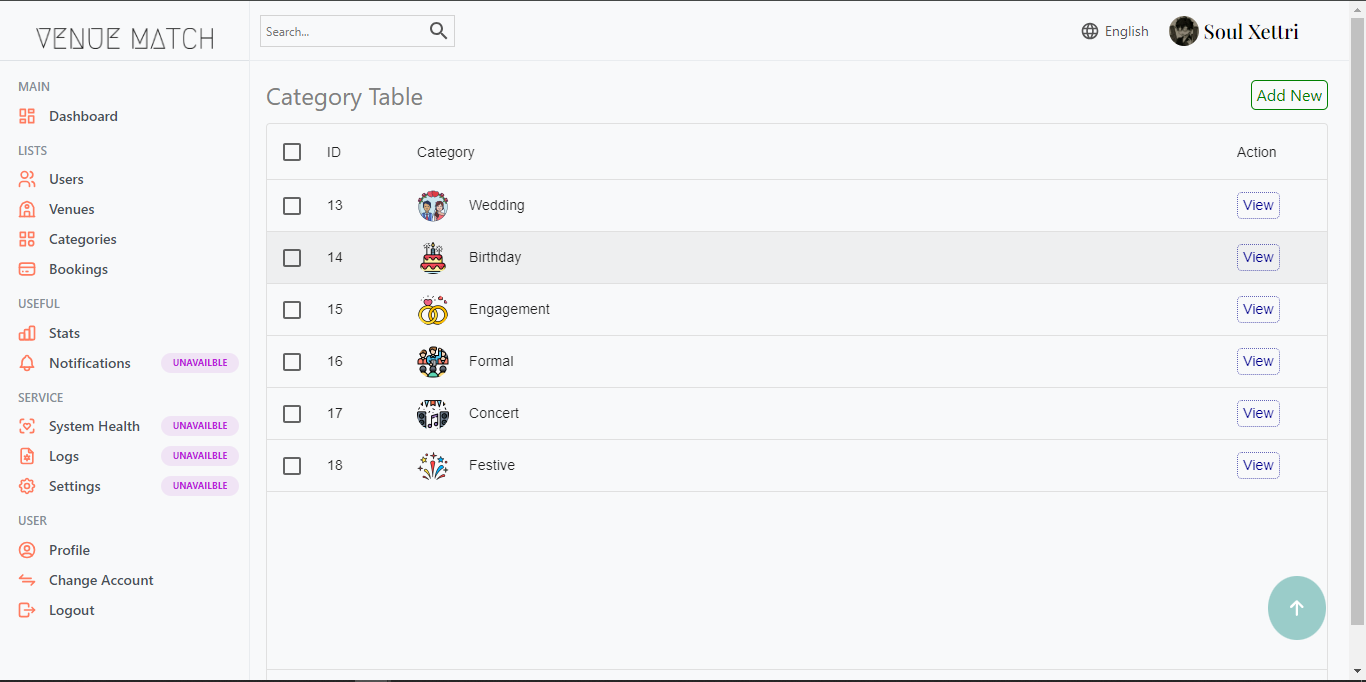 VENUE MATCH
Search...
English
Soul Xettri
MAIN
Dashboard
LISTS
Users
Venues
Categories
Bookings
USEFUL
Stats
Notifications UNAVAILBLE
SERVICE
System Health UNAVAILBLE
Logs UNAVAILBLE
Settings UNAVAILBLE
USER
Profile
Change Account
Logout
Category Table
Add New
ID Category Action
13 Wedding View
14 Birthday View
15 Engagement View
16 Formal View
17 Concert View
18 Festive View